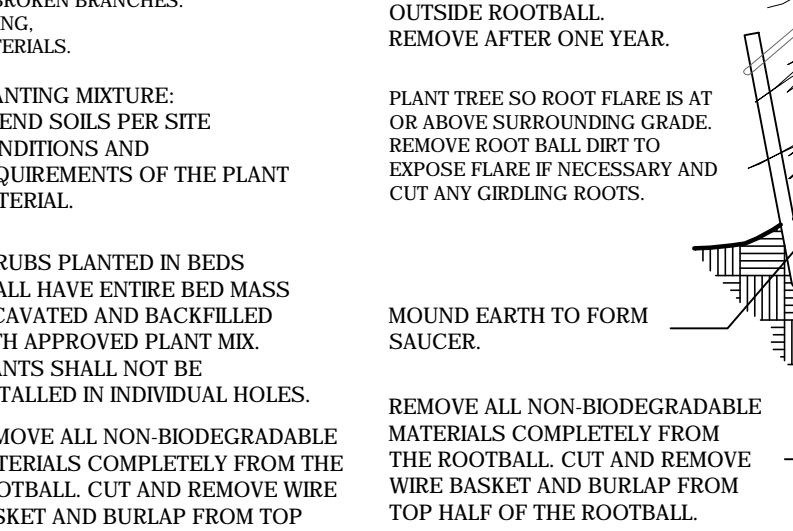 BROKEN BRANCHES.
NG,
ERIALS.
ANTING MIXTURE:
END SOILS PER SITE
NDITIONS AND
QUIREMENTS OF THE PLANT
TERIAL.
RUBS PLANTED IN BEDS
ALL HAVE ENTIRE BED MASS
CAVATED AND BACKFILLED
TH APPROVED PLANT MIX.
ANTS SHALL NOT BE
TALLED IN INDIVIDUAL HOLES.
MOVE ALL NON-BIODEGRADABLE
TERIALS COMPLETELY FROM THE
OTBALL. CUT AND REMOVE WIRE
SKET AND BURLAP FROM TOP
OUTSIDE ROOTBALL.
REMOVE AFTER ONE YEAR.
PLANT TREE SO ROOT FLARE IS AT
OR ABOVE SURROUNDING GRADE.
REMOVE ROOT BALL DIRT TO
EXPOSE FLARE IF NECESSARY AND
CUT ANY GIRDLING ROOTS.
MOUND EARTH TO FORM
SAUCER.
REMOVE ALL NON-BIODEGRADABLE
MATERIALS COMPLETELY FROM
THE ROOTBALL. CUT AND REMOVE
WIRE BASKET AND BURLAP FROM
TOP HALF OF THE ROOTBALL.